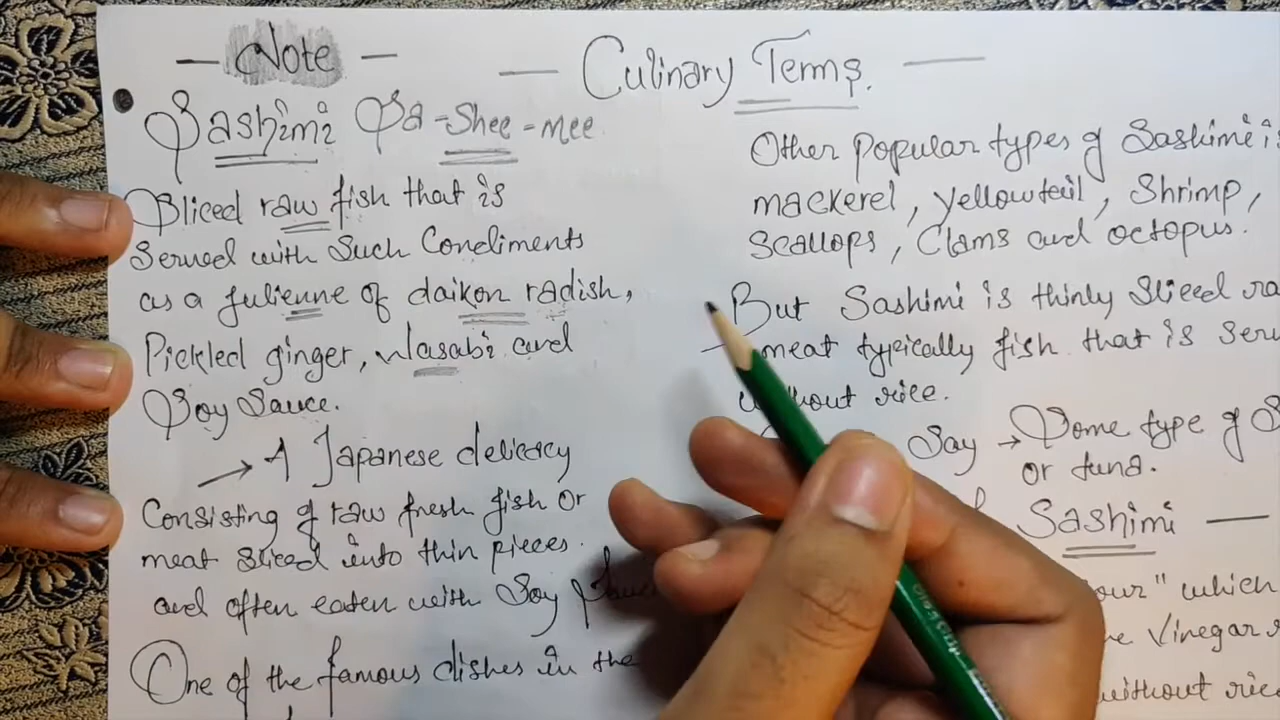 — Note —
— Culinary Terms. —
Sashimi Sa-Shee-mee
Sliced raw fish that is
Served with Such Condiments
as a julienne of daikon radish,
Pickled ginger, Wasabi and
Soy Sauce.
→ A Japanese delicacy
Consisting of raw fresh fish or
meat sliced into thin pieces.
and often eaten with Soy
One of the famous dishes in the
Other popular types of Sashimi
mackerel, yellowtail, Shrimp,
Scallops, Clams and octopus.
But Sashimi is thinly Sliced
meat typically fish that is
without rice.
Say → Some type of
or tuna.
Sashimi —
which
Vinegar
without